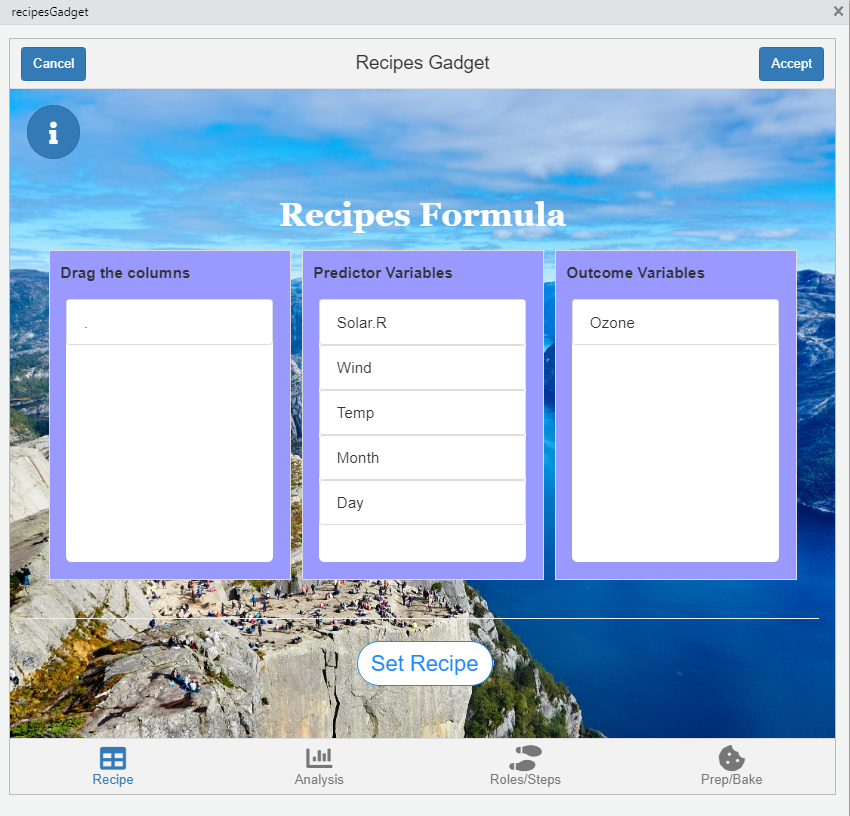 recipesGadget
Cancel
Recipes Gadget
Accept
Recipes Formula
Drag the columns
Predictor Variables
Outcome Variables
.
Solar.R
Ozone
Wind
Temp
Month
Day
Set Recipe
Recipe
Analysis
Roles/Steps
Prep/Bake